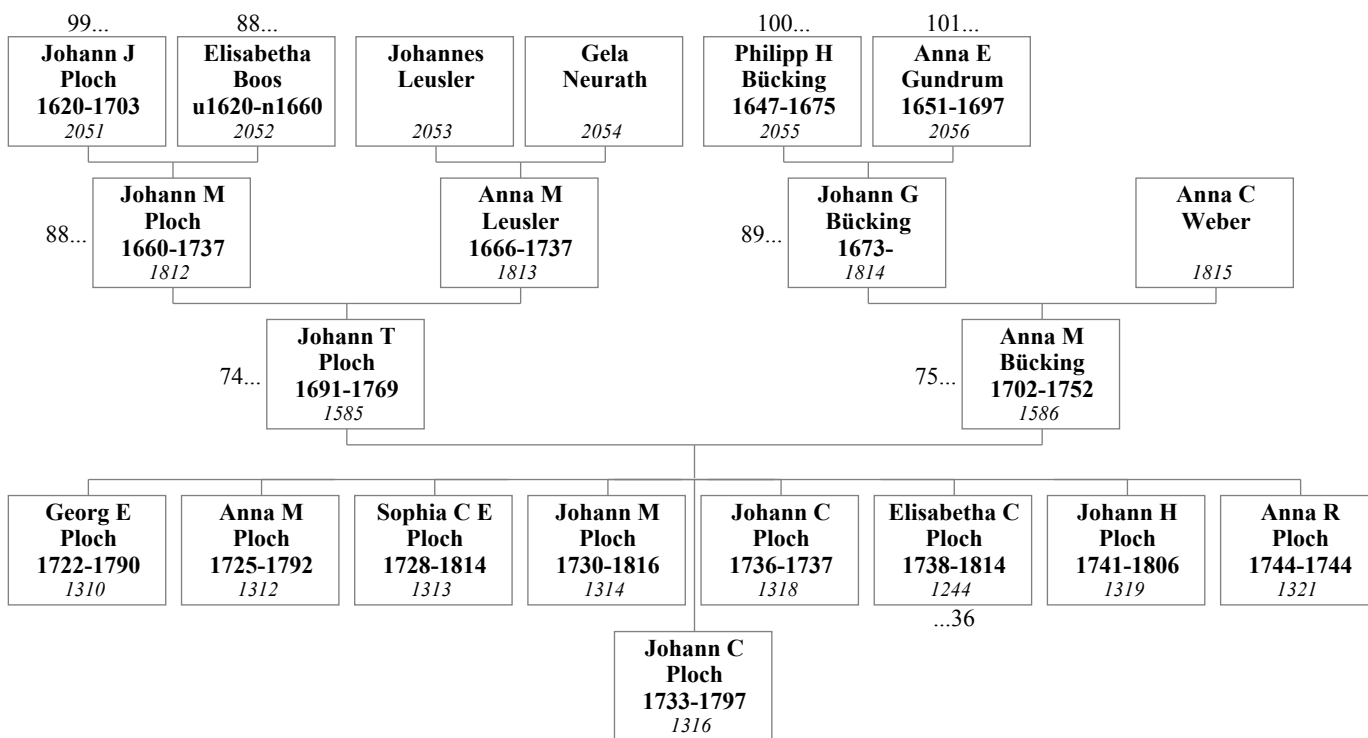 99...
88...
100...
101...
Johann J
Ploch
1620-1703
2051
Elisabetha
Boos
u1620-n1660
2052
Johannes
Leusler
2053
Gela
Neurath
2054
Philipp H
Bücking
1647-1675
2055
Anna E
Gundrum
1651-1697
2056
88...
Johann M
Ploch
1660-1737
1812
Anna M
Leusler
1666-1737
1813
89...
Johann G
Bücking
1673-
1814
Anna C
Weber
1815
74...
Johann T
Ploch
1691-1769
1585
75...
Anna M
Bücking
1702-1752
1586
Georg E
Ploch
1722-1790
1310
Anna M
Ploch
1725-1792
1312
Sophia C E
Ploch
1728-1814
1313
Johann M
Ploch
1730-1816
1314
Johann C
Ploch
1736-1737
1318
Elisabetha C
Ploch
1738-1814
1244
...36
Johann H
Ploch
1741-1806
1319
Anna R
Ploch
1744-1744
1321
Johann C
Ploch
1733-1797
1316